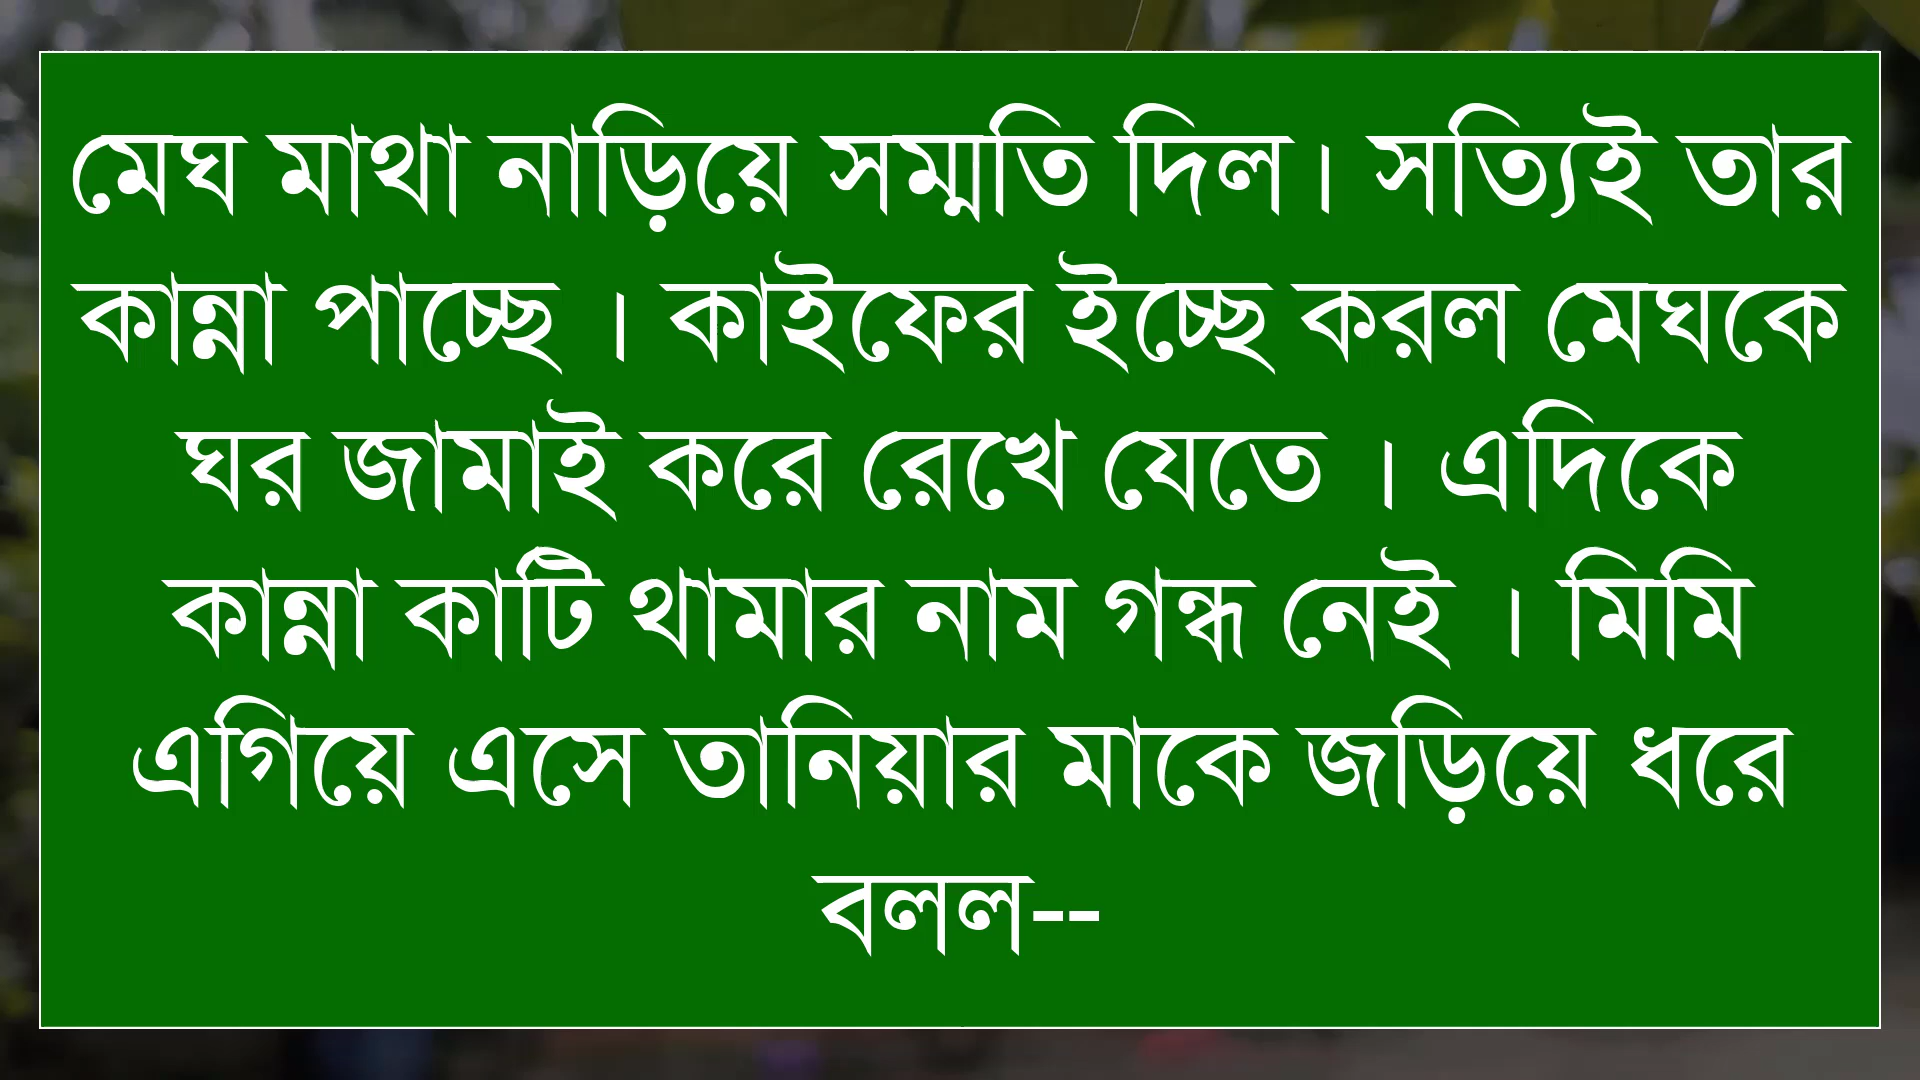 মেঘ মাথা নাড়িয়ে সম্মতি দিল। সত্যিই তার
কান্না পাচ্ছে । কাইফের ইচ্ছে করল মেঘকে
ঘর জামাই করে রেখে যেতে । এদিকে
কান্না কাটি থামার নাম গন্ধ নেই । মিমি
এগিয়ে এসে তানিয়ার মাকে জড়িয়ে ধরে
বলল--